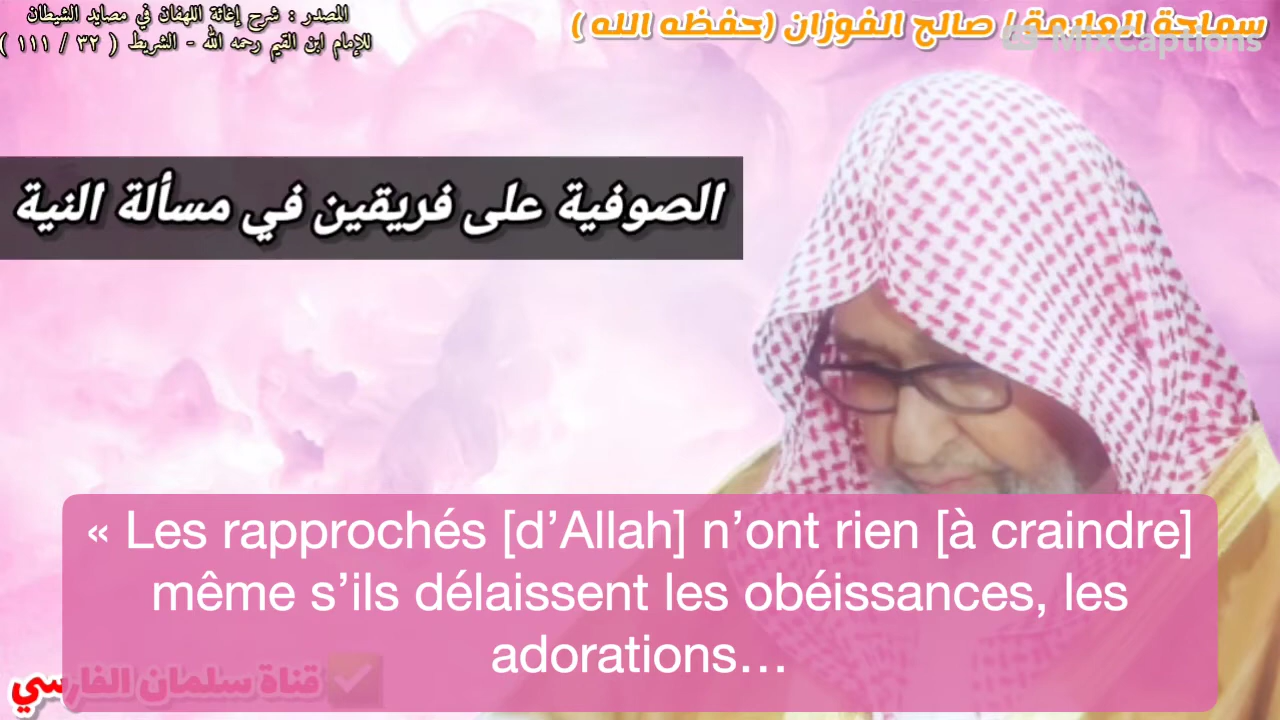 المصدر : شرح إغاثة اللهفان في مصايد الشيطان
للإمام ابن القيم رحمه الله - الشريط ( ٣٢ / ١١١ )
سماحة العلامة / صالح الفوزان (حفظه الله )
MixCaptions
الصوفية على فريقين في مسألة النية
« Les rapprochés [d’Allah] n’ont rien [à craindre]
même s’ils délaissent les obéissances, les
adorations…
قناة سلمان الفارسي